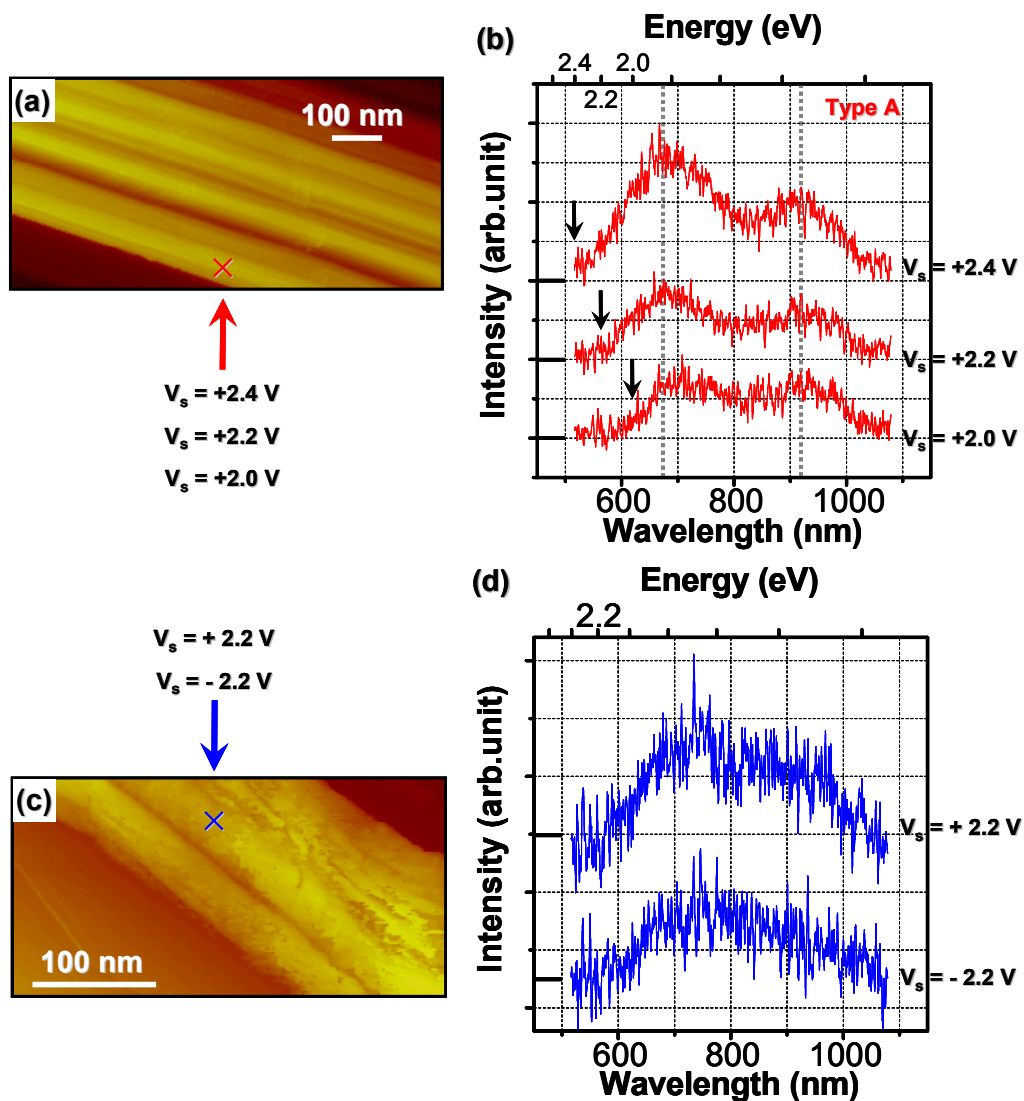 (a)
100 nm
V_s = +2.4 V
V_s = +2.2 V
V_s = +2.0 V
(b)
Energy (eV)
2.4
2.0
2.2
Type A
Intensity (arb.unit)
V_s = +2.4 V
V_s = +2.2 V
V_s = +2.0 V
600 800 1000
Wavelength (nm)
V_s = + 2.2 V
V_s = - 2.2 V
(c)
100 nm
(d)
Energy (eV)
2.2
Intensity (arb.unit)
V_s = + 2.2 V
V_s = - 2.2 V
600 800 1000
Wavelength (nm)